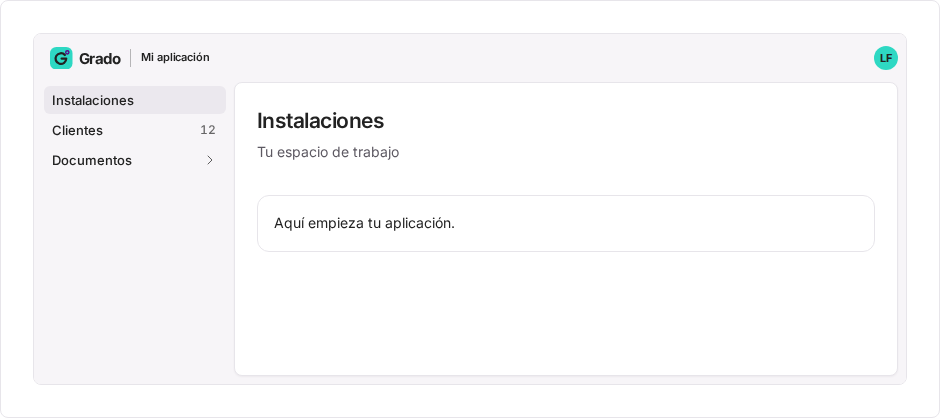 Grado
Mi aplicación
LF
Instalaciones
Clientes 12
Documentos
Instalaciones
Tu espacio de trabajo
Aquí empieza tu aplicación.